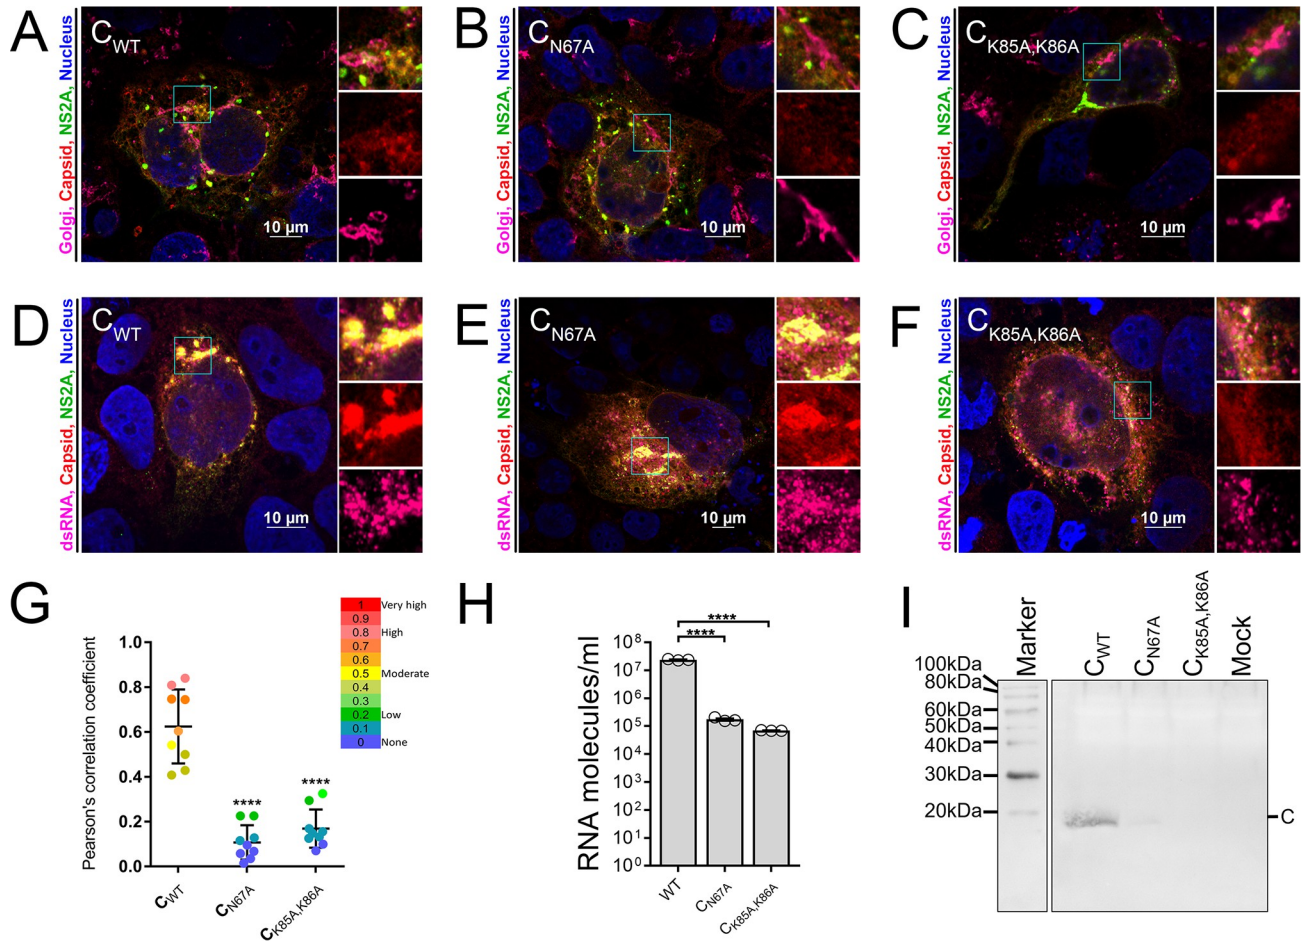 A
Golgi, Capsid, NS2A, Nucleus
CWT
10 µm
B
Golgi, Capsid, NS2A, Nucleus
CN67A
10 µm
C
Golgi, Capsid, NS2A, Nucleus
CK85A,K86A
10 µm
D
dsRNA, Capsid, NS2A, Nucleus
CWT
10 µm
E
dsRNA, Capsid, NS2A, Nucleus
CN67A
10 µm
F
dsRNA, Capsid, NS2A, Nucleus
CK85A,K86A
10 µm
G
Pearson's correlation coefficient
1.0
0.8
0.6
0.4
0.2
0.0
****
****
CWT
CN67A
CK85A,K86A
1 Very high
0.9
0.8 High
0.7
0.6
0.5 Moderate
0.4
0.3
0.2 Low
0.1
0 None
H
RNA molecules/ml
10⁸
10⁷
10⁶
10⁵
10⁴
10³
10²
10¹
10⁰
****
****
WT
CN67A
CK85A,K86A
I
Marker
CWT
CN67A
CK85A,K86A
Mock
100kDa
80kDa
60kDa
50kDa
40kDa
30kDa
20kDa
C